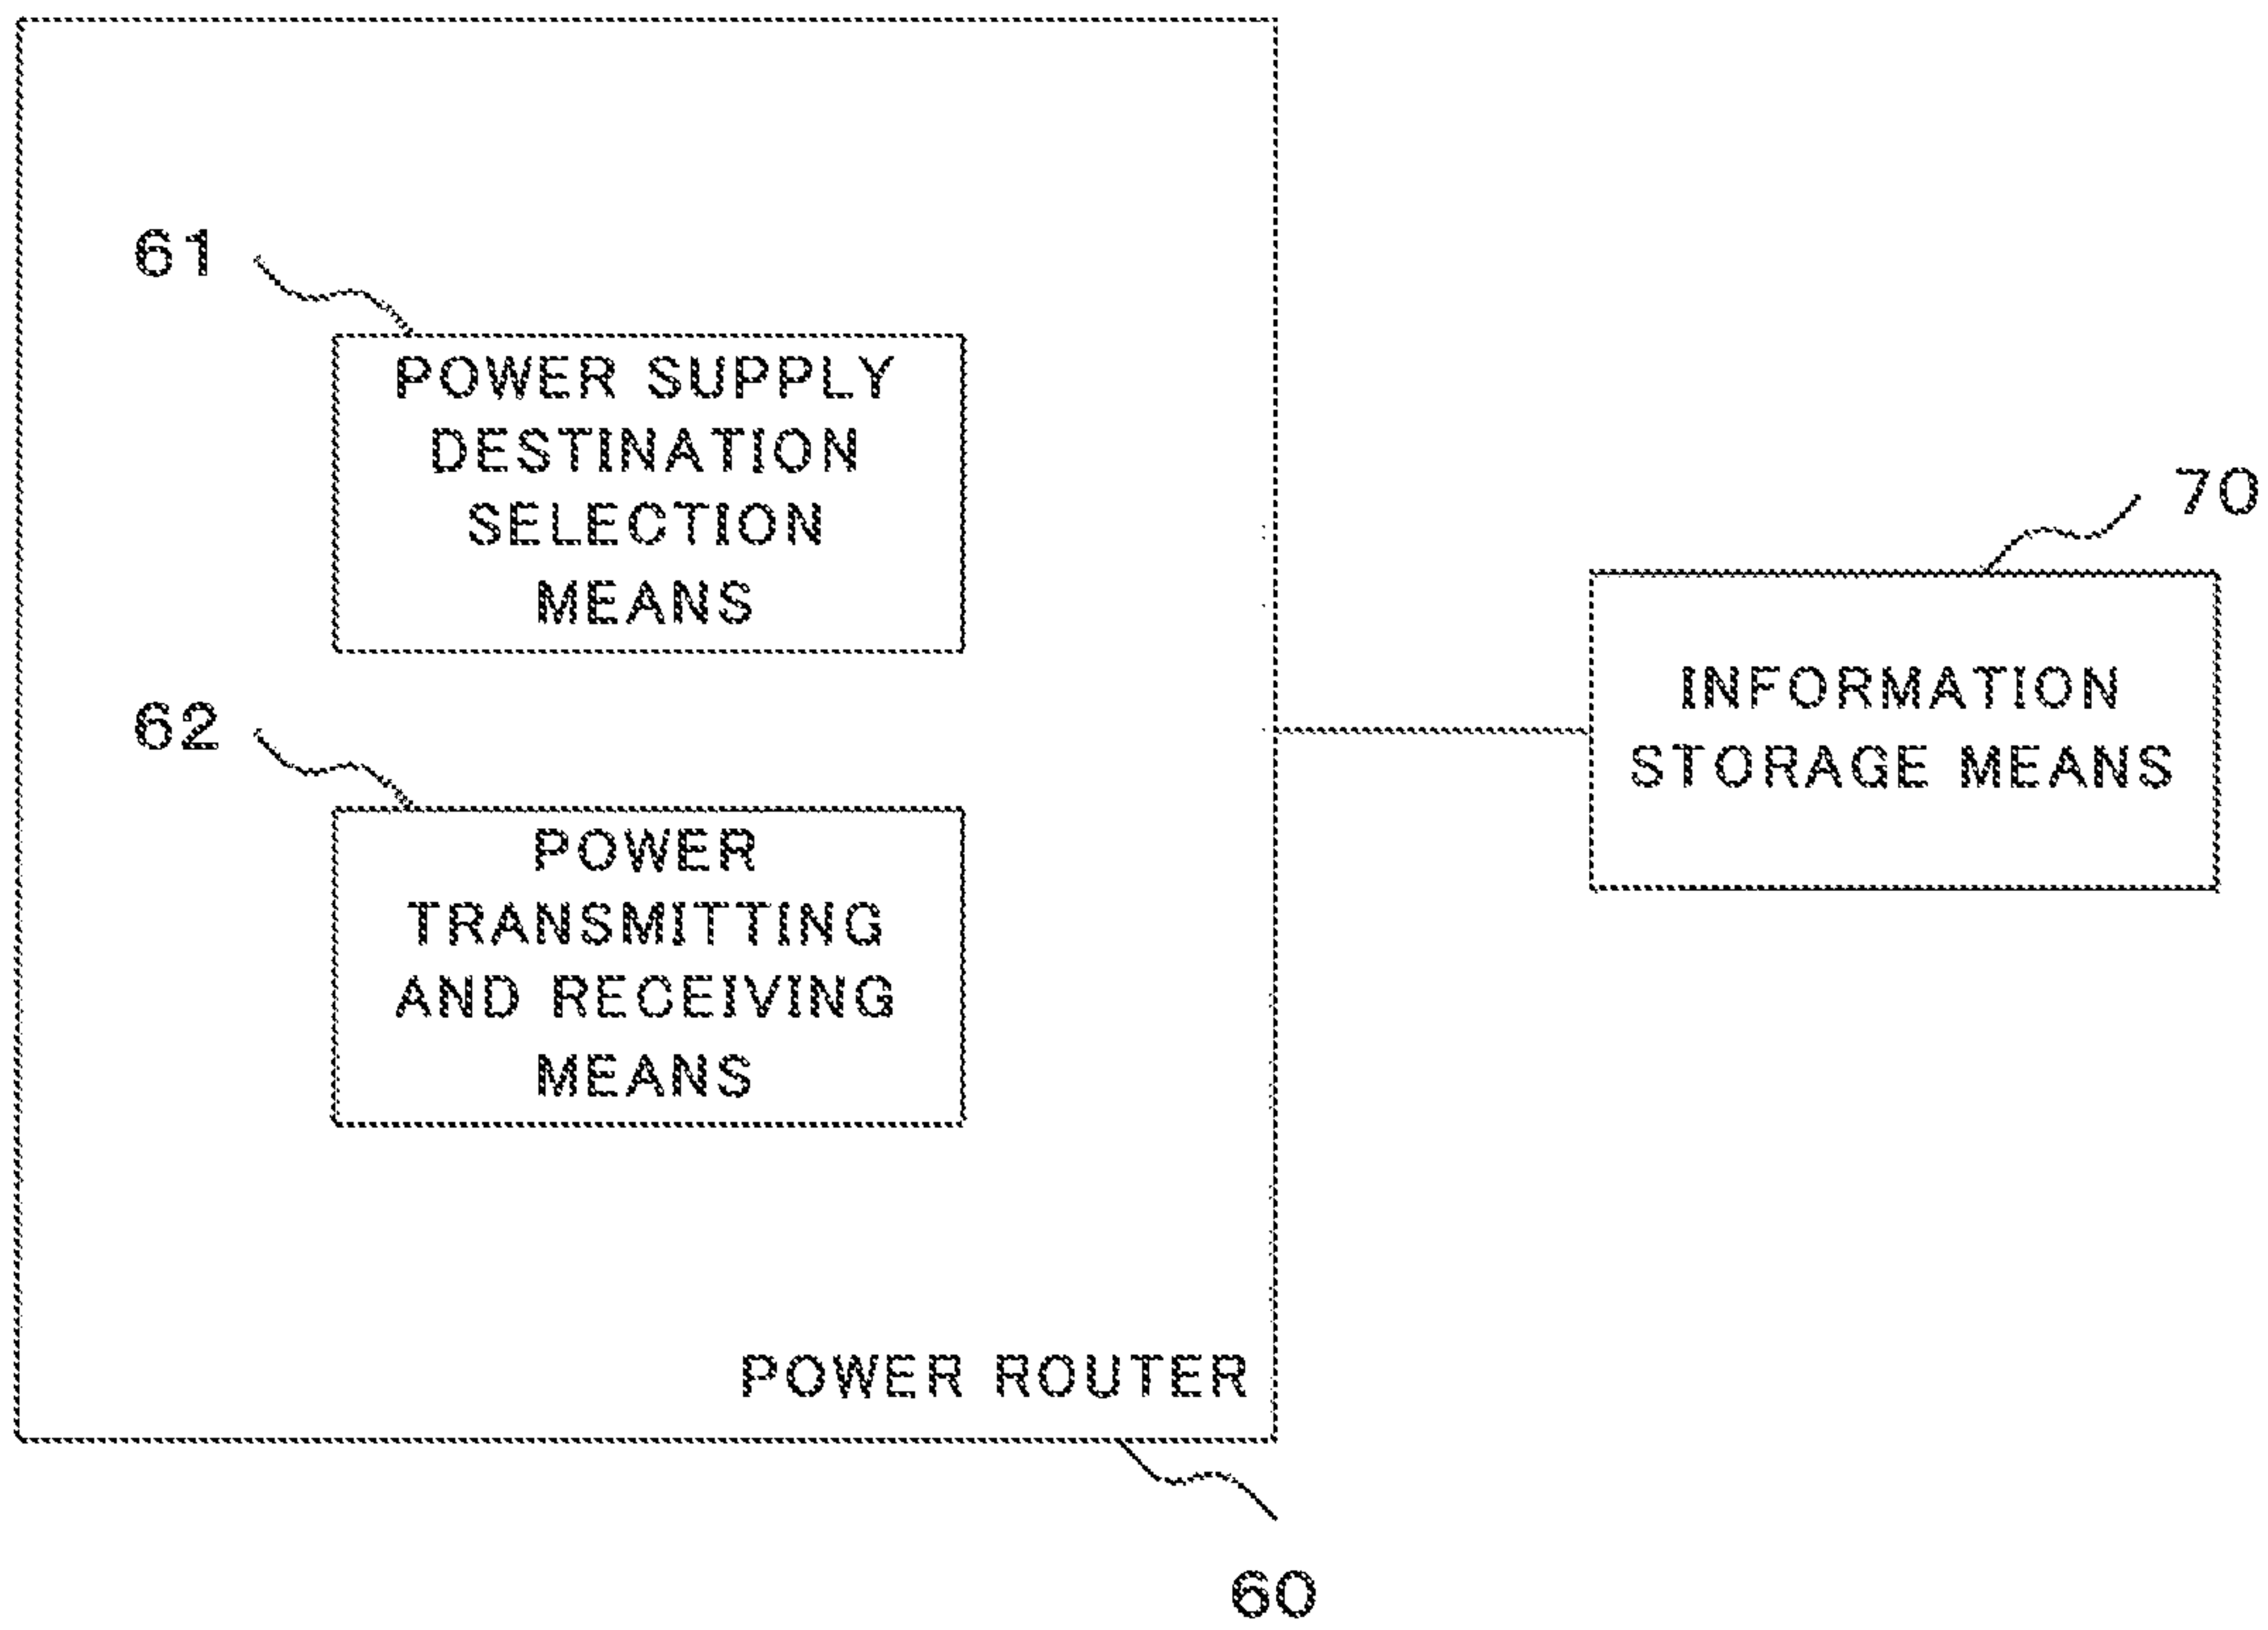 61
POWER SUPPLY
DESTINATION
SELECTION
MEANS
62
POWER
TRANSMITTING
AND RECEIVING
MEANS
POWER ROUTER
60
70
INFORMATION
STORAGE MEANS